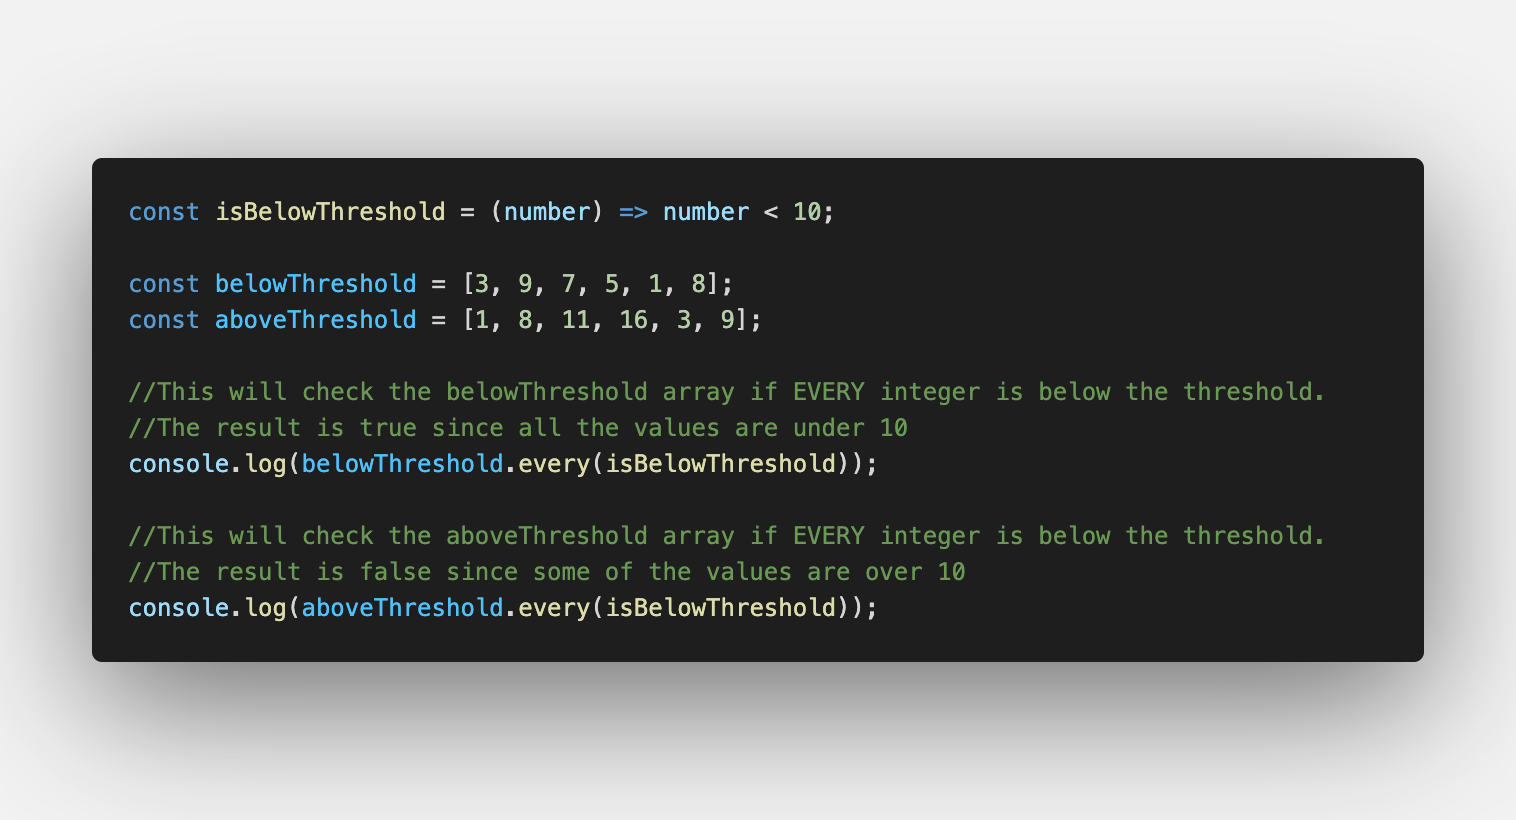 const isBelowThreshold = (number) => number < 10;
const belowThreshold = [3, 9, 7, 5, 1, 8];
const aboveThreshold = [1, 8, 11, 16, 3, 9];
//This will check the belowThreshold array if EVERY integer is below the threshold.
//The result is true since all the values are under 10
console.log(belowThreshold.every(isBelowThreshold));
//This will check the aboveThreshold array if EVERY integer is below the threshold.
//The result is false since some of the values are over 10
console.log(aboveThreshold.every(isBelowThreshold));